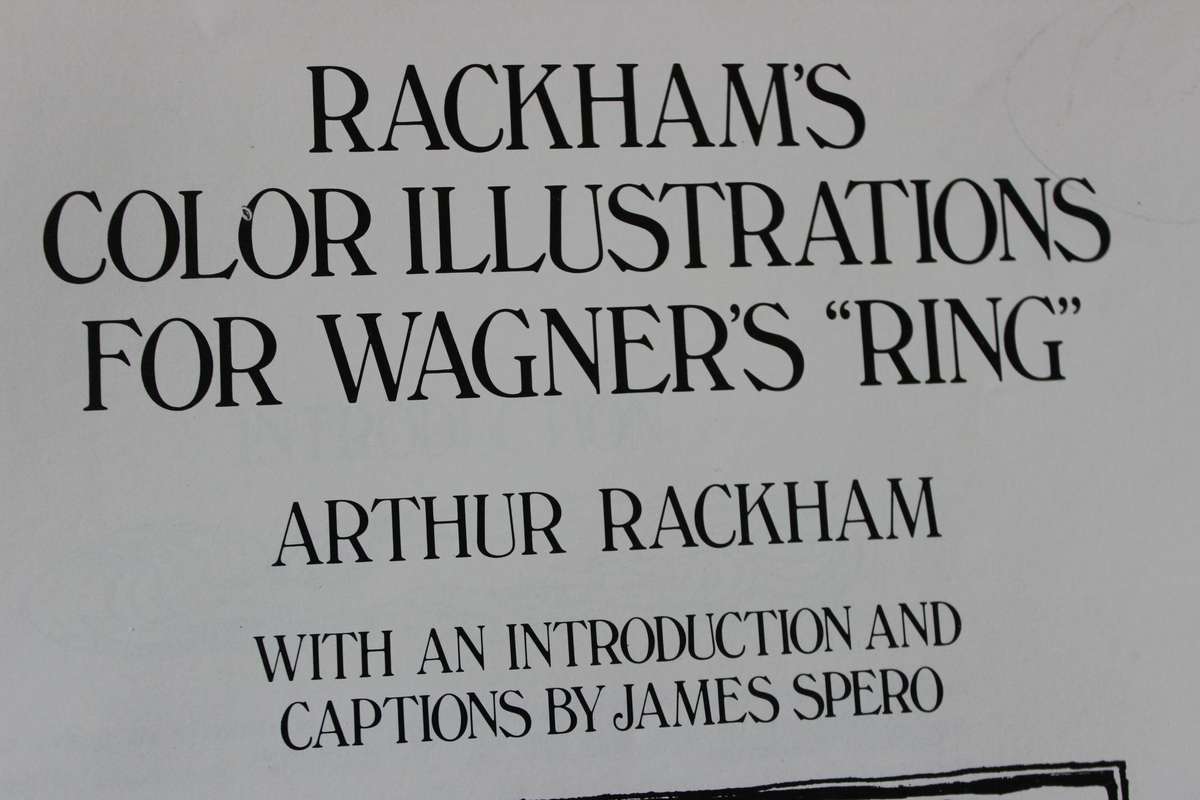 RACKHAM'S
COLOR ILLUSTRATIONS
FOR WAGNER'S “RING”
ARTHUR RACKHAM
WITH AN INTRODUCTION AND
CAPTIONS BY JAMES SPERO